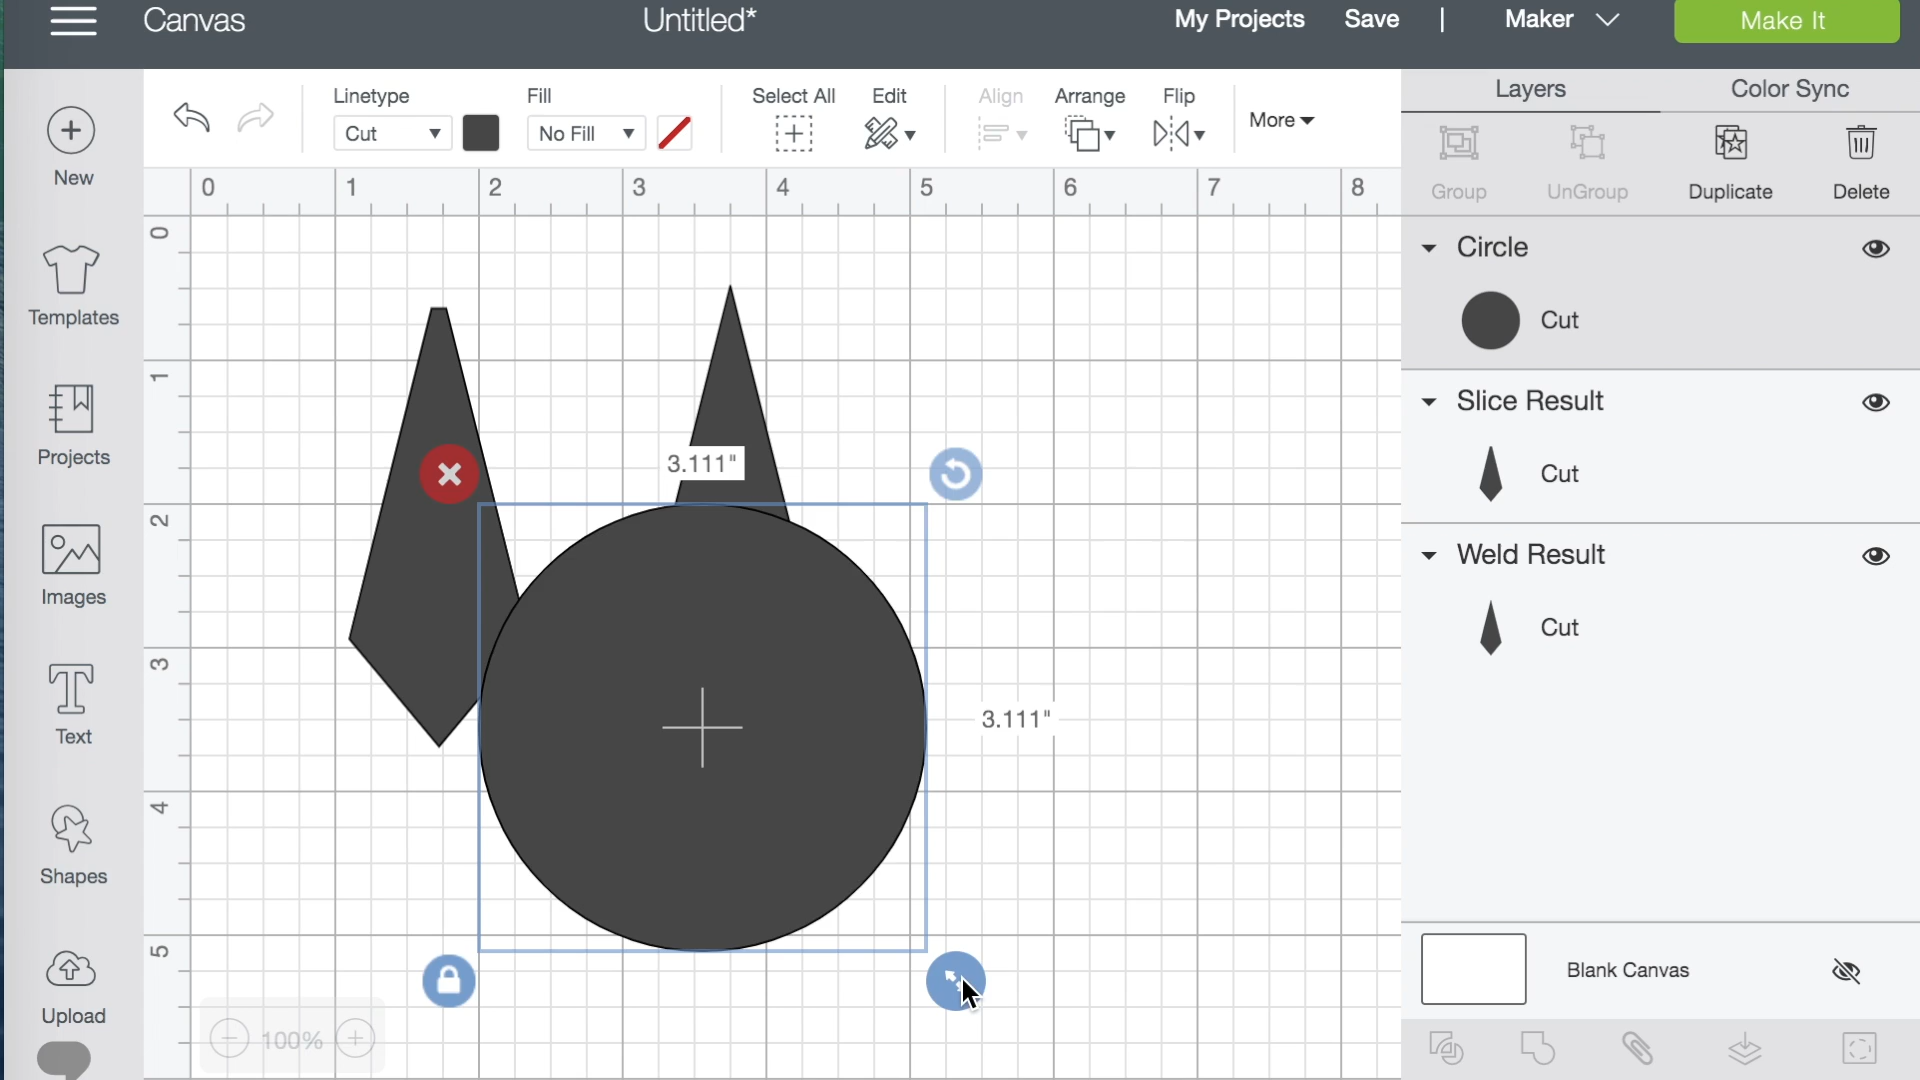 Canvas
Untitled*
My Projects Save | Maker Make It
Linetype Fill Select All Edit Align Arrange Flip
Cut No Fill More
Layers Color Sync
Group UnGroup Duplicate Delete
New
Templates
Projects
Images
Text
Shapes
Upload
0 1 2 3 4 5 6 7 8
0
1
2
3
4
5
3.111"
3.111"
100%
Circle
Cut
Slice Result
Cut
Weld Result
Cut
Blank Canvas